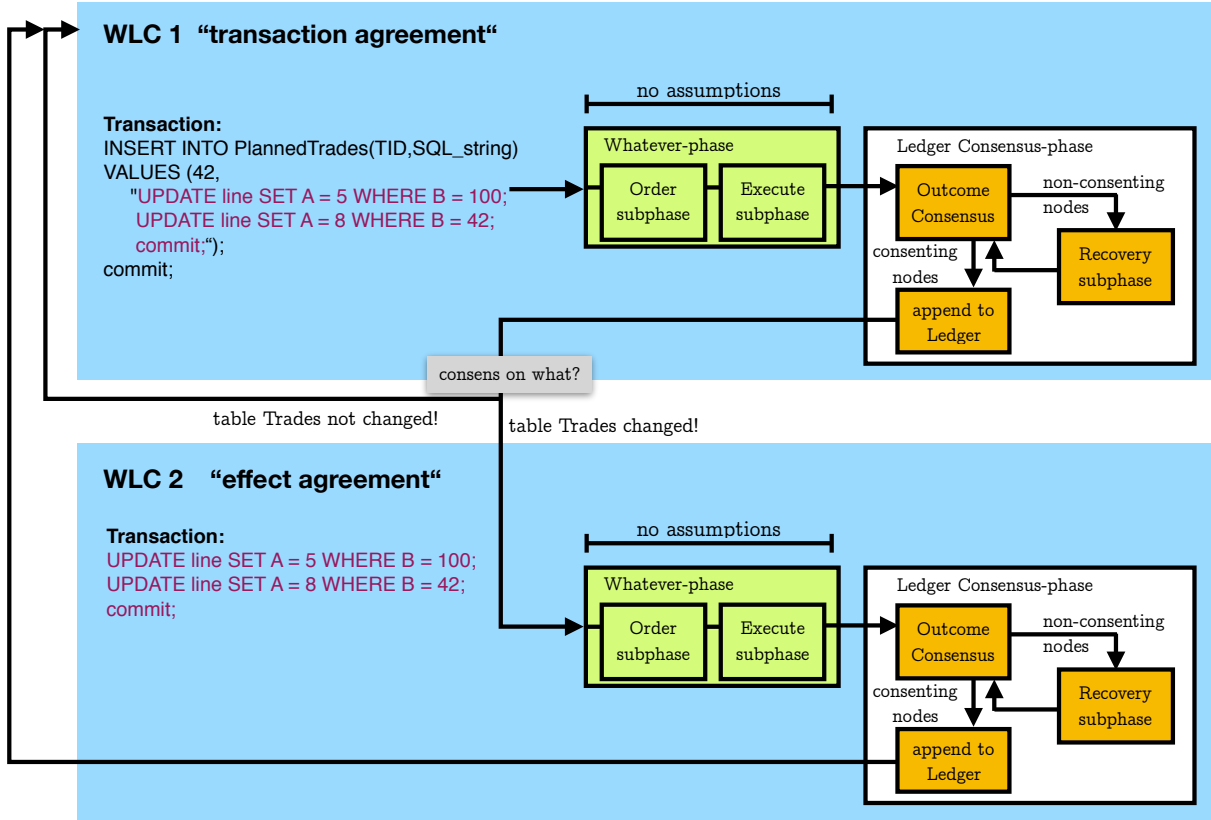 WLC 1 “transaction agreement“
no assumptions
Transaction:
INSERT INTO PlannedTrades(TID,SQL_string)
VALUES (42,
"UPDATE line SET A = 5 WHERE B = 100;
UPDATE line SET A = 8 WHERE B = 42;
commit;“);
commit;
Whatever-phase
Order
subphase
Execute
subphase
Ledger Consensus-phase
Outcome
Consensus
non-consenting
nodes
consenting
nodes
Recovery
subphase
append to
Ledger
consens on what?
table Trades not changed!
table Trades changed!
WLC 2 “effect agreement“
no assumptions
Transaction:
UPDATE line SET A = 5 WHERE B = 100;
UPDATE line SET A = 8 WHERE B = 42;
commit;
Whatever-phase
Order
subphase
Execute
subphase
Ledger Consensus-phase
Outcome
Consensus
non-consenting
nodes
consenting
nodes
Recovery
subphase
append to
Ledger